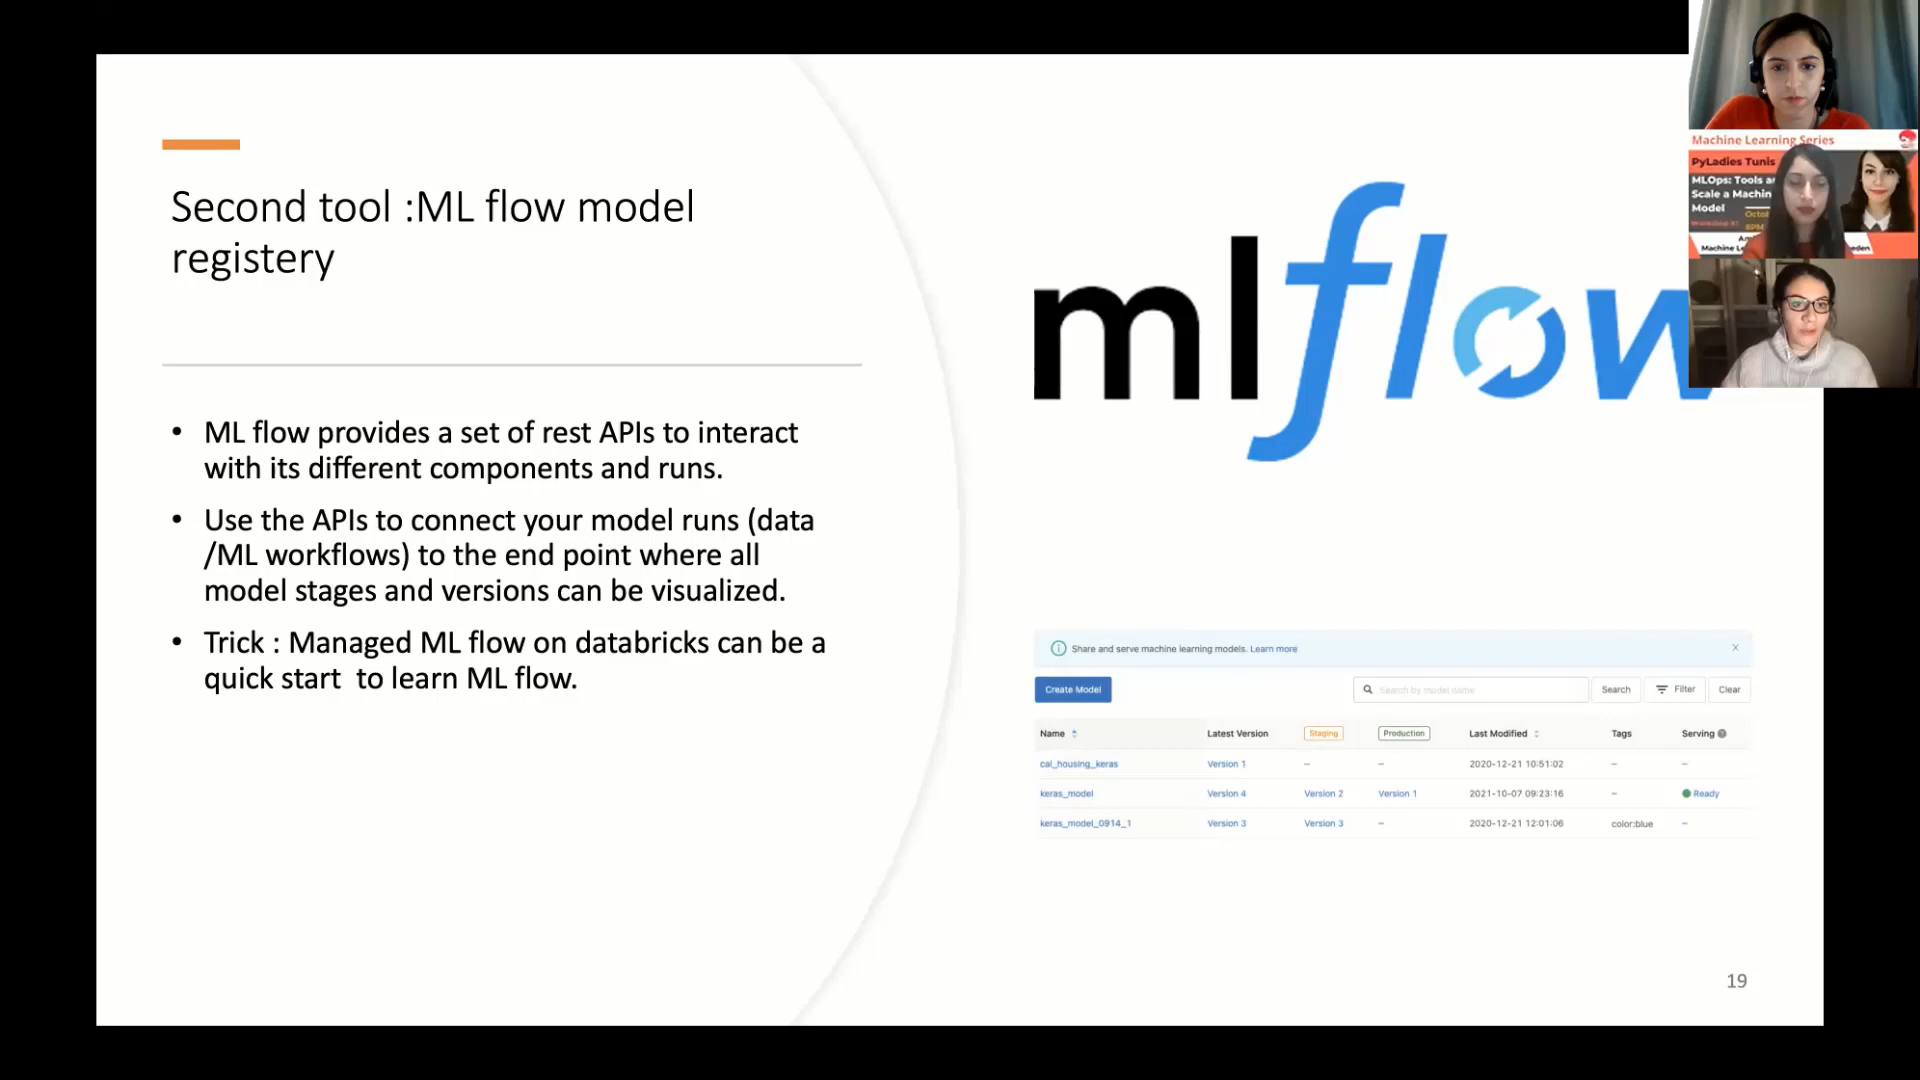 Second tool :ML flow model
registery
• ML flow provides a set of rest APIs to interact
with its different components and runs.
• Use the APIs to connect your model runs (data
/ML workflows) to the end point where all
model stages and versions can be visualized.
• Trick : Managed ML flow on databricks can be a
quick start  to learn ML flow.
mlflow
Share and serve machine learning models. Learn more
Create Model
Search by model name
Search
Filter
Clear
Name Latest Version Staging Production Last Modified Tags Serving
cal_housing_keras Version 1 – – 2020-12-21 10:51:02 – –
keras_model Version 4 Version 2 Version 1 2021-10-07 09:23:16 – Ready
keras_model_0914_1 Version 3 Version 3 – 2020-12-21 12:01:06 color:blue –
19
Machine Learning Series
PyLadies Tunis
MLOps: Tools
Scale a Machin
Model
8PM
Machine